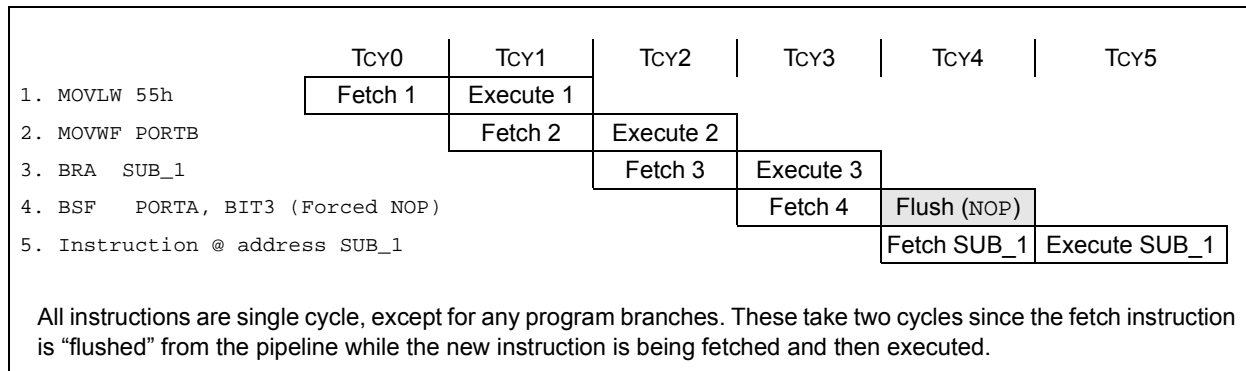 TCY0 TCY1 TCY2 TCY3 TCY4 TCY5
1. MOVLW 55h Fetch 1 Execute 1
2. MOVWF PORTB Fetch 2 Execute 2
3. BRA SUB_1 Fetch 3 Execute 3
4. BSF PORTA, BIT3 (Forced NOP) Fetch 4 Flush (NOP)
5. Instruction @ address SUB_1 Fetch SUB_1 Execute SUB_1
All instructions are single cycle, except for any program branches. These take two cycles since the fetch instruction
is “flushed” from the pipeline while the new instruction is being fetched and then executed.